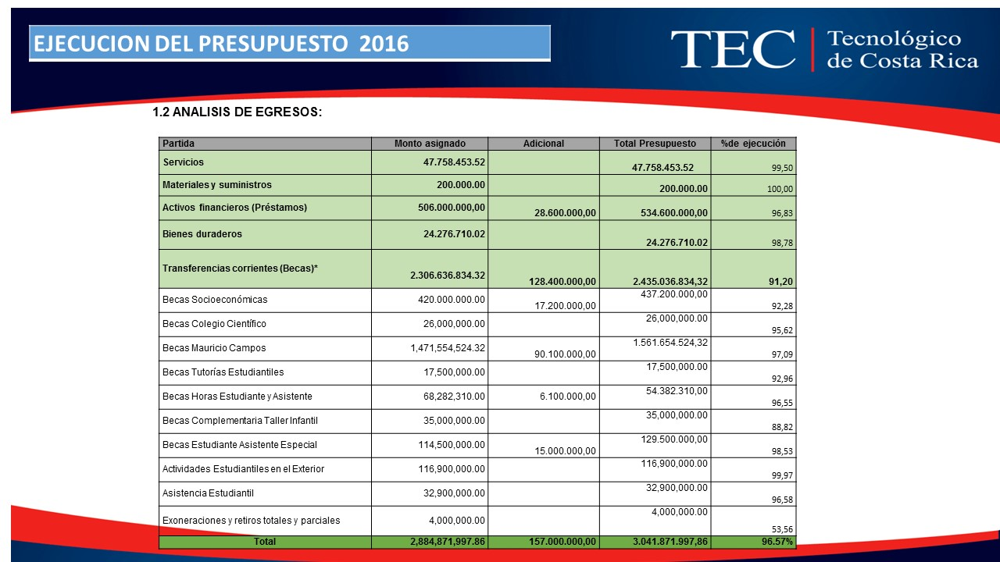 EJECUCION DEL PRESUPUESTO 2016
TEC | Tecnológico
de Costa Rica
1.2 ANALISIS DE EGRESOS:
Partida Monto asignado Adicional Total Presupuesto %de ejecución
Servicios 47.758.453.52 47.758.453.52 99,50
Materiales y suministros 200.000.00 200.000.00 100,00
Activos financieros (Préstamos) 506.000.000,00 28.600.000,00 534.600.000,00 96,83
Bienes duraderos 24.276.710.02 24.276.710.02 98,78
Transferencias corrientes (Becas)* 2.306.636.834.32 128.400.000,00 2.435.036.834,32 91,20
Becas Socioeconómicas 420.000.000.00 17.200.000,00 437.200.000,00 92,28
Becas Colegio Científico 26,000,000.00 26,000,000.00 95,62
Becas Mauricio Campos 1,471,554,524.32 90.100.000,00 1.561.654.524,32 97,09
Becas Tutorías Estudiantiles 17,500,000.00 17,500,000.00 92,96
Becas Horas Estudiante y Asistente 68,282,310.00 6.100.000,00 54.382.310,00 96,55
Becas Complementaria Taller Infantil 35,000,000.00 35,000,000.00 88,82
Becas Estudiante Asistente Especial 114,500,000.00 15.000.000,00 129.500.000,00 98,53
Actividades Estudiantiles en el Exterior 116,900,000.00 116,900,000.00 99,97
Asistencia Estudiantil 32,900,000.00 32,900,000.00 96,58
Exoneraciones y retiros totales y parciales 4,000,000.00 4,000,000.00 53,56
Total 2,884,871,997.86 157.000.000,00 3.041.871.997,86 96.57%